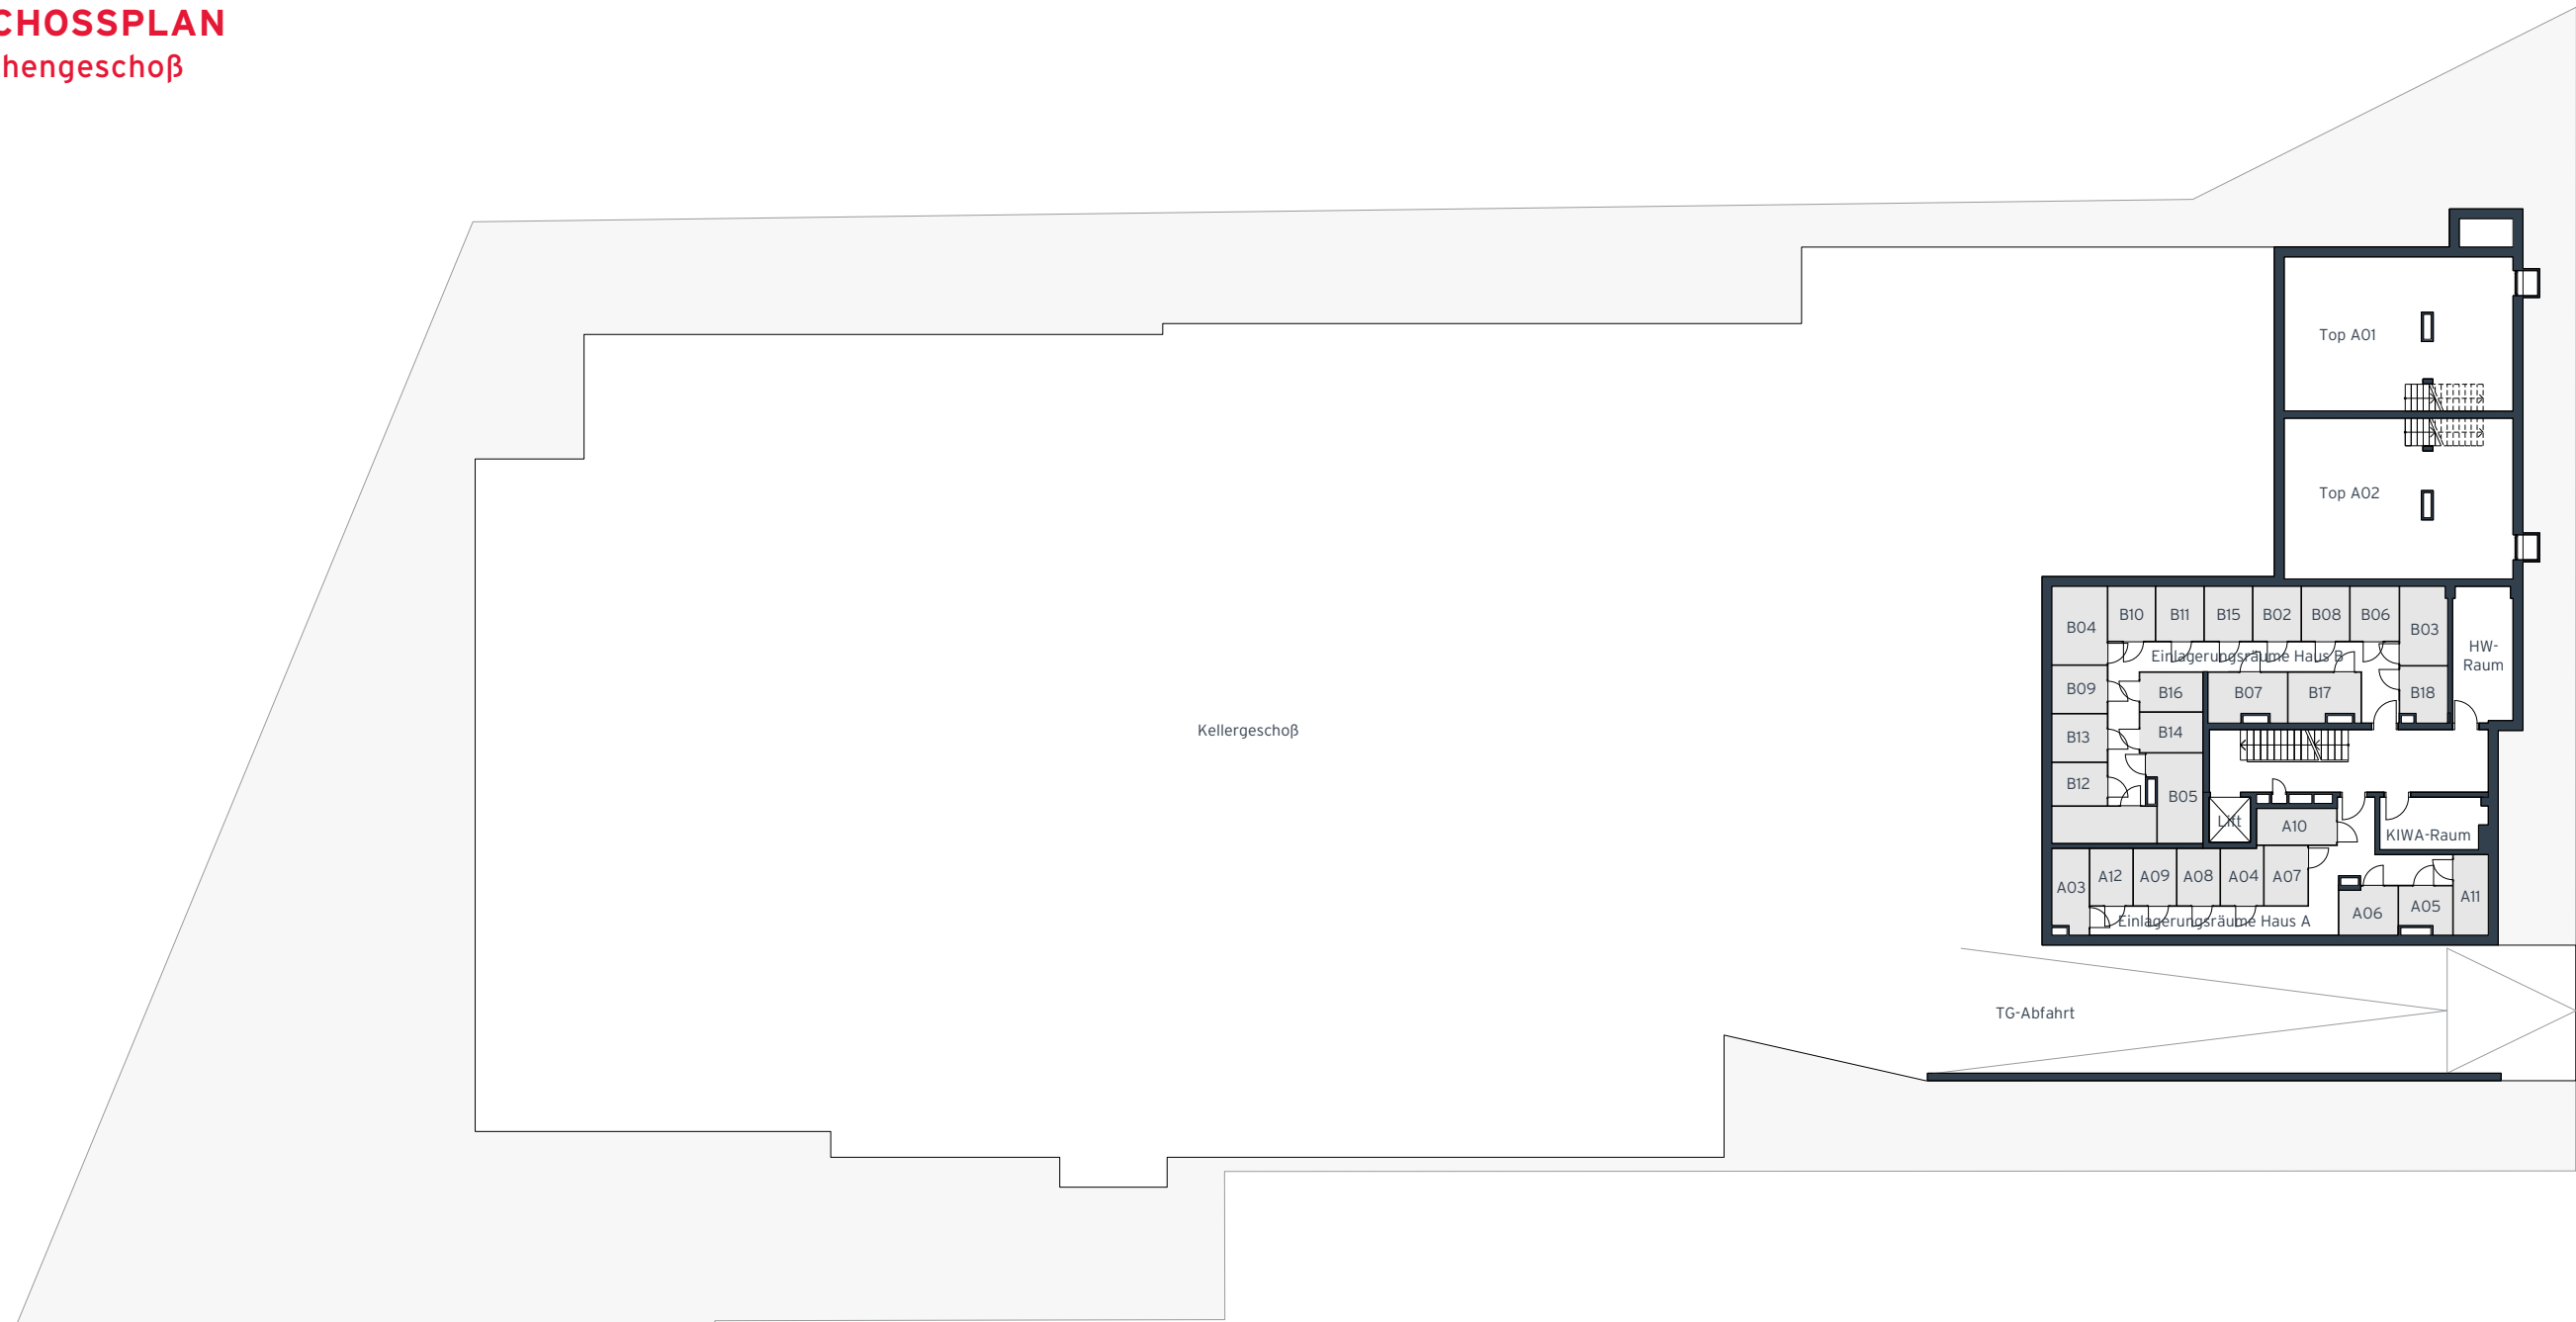 CHOSSPLAN
hengeschoß
Top A01
Top A02
B04
B10
B11
B15
B02
B08
B06
B03
Einlagerungsräume Haus B
HW-
Raum
B09
B16
B07
B17
B18
B13
B14
B12
B05
Kellergeschoß
Lift
A10
KIWA-Raum
A03
A12
A09
A08
A04
A07
A06
A05
A11
Einlagerungsräume Haus A
TG-Abfahrt